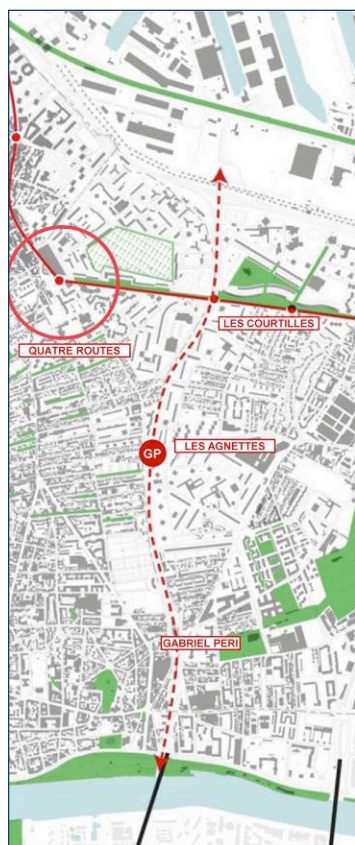 LES COURTILLES
QUATRE ROUTES
LES AGNETTES
GP
GABRIEL PERI